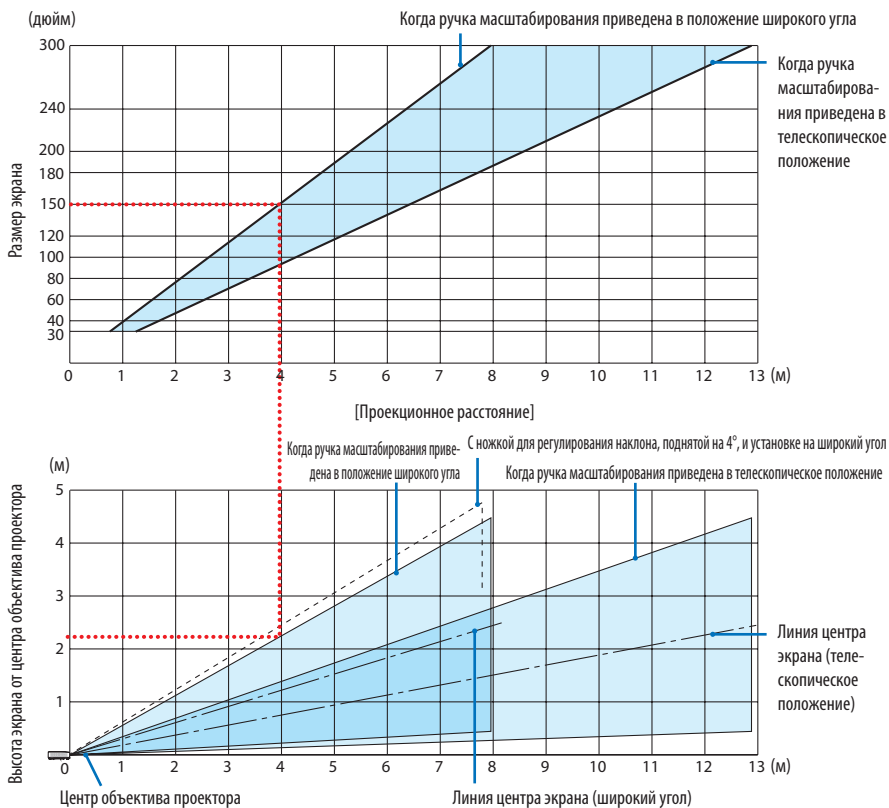 (дюйм)
Когда ручка масштабирования приведена в положение широкого угла
300
240
200
180
150
120
100
80
60
40
30
Размер экрана
Когда ручка
масштабирова-
ния приведена в
телескопическое
положение
0 1 2 3 4 5 6 7 8 9 10 11 12 13 (м)
[Проекционное расстояние]
(м)
Когда ручка масштабирования приве-
дена в положение широкого угла
С ножкой для регулирования наклона, поднятой на 4°, и установке на широкий угол
Когда ручка масштабирования приведена в телескопическое положение
5
4
3
2
1
Высота экрана от центра объектива проектора
Линия центра
экрана (теле-
скопическое
положение)
0 1 2 3 4 5 6 7 8 9 10 11 12 13 (м)
Центр объектива проектора
Линия центра экрана (широкий угол)